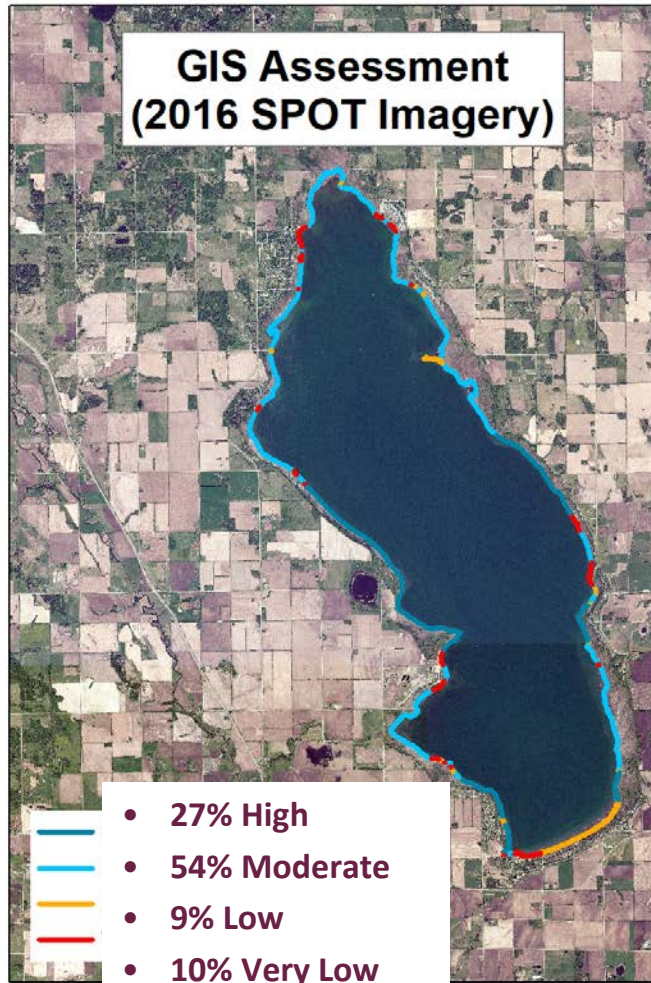 GIS Assessment
(2016 SPOT Imagery)
• 27% High
• 54% Moderate
• 9% Low
• 10% Very Low